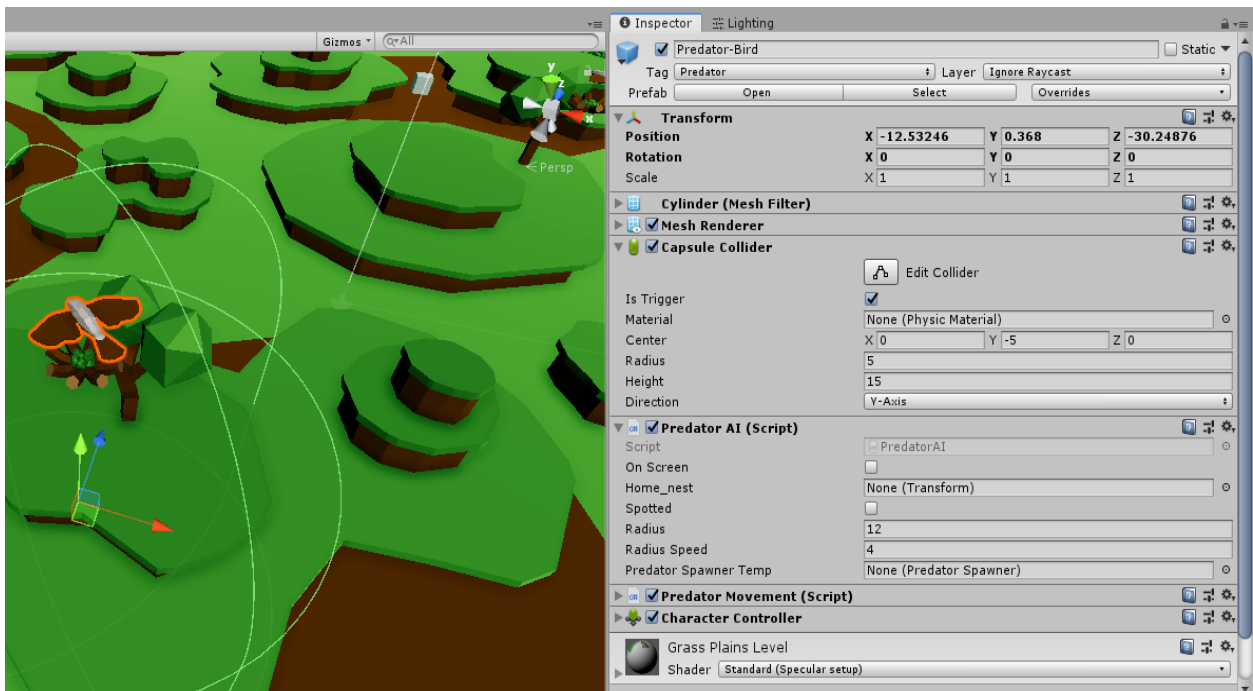 Inspector
Lighting
Gizmos
All
Predator-Bird
Static
Tag Predator Layer Ignore Raycast
Prefab Open Select Overrides
Transform
Position X -12.53246 Y 0.368 Z -30.24876
Rotation X 0 Y 0 Z 0
Scale X 1 Y 1 Z 1
Cylinder (Mesh Filter)
Mesh Renderer
Capsule Collider
Edit Collider
Is Trigger
Material None (Physic Material)
Center X 0 Y -5 Z 0
Radius 5
Height 15
Direction Y-Axis
Predator AI (Script)
Script PredatorAI
On Screen
Home_nest None (Transform)
Spotted
Radius 12
Radius Speed 4
Predator Spawner Temp None (Predator Spawner)
Predator Movement (Script)
Character Controller
Grass Plains Level
Shader Standard (Specular setup)
y
z
x
Persp